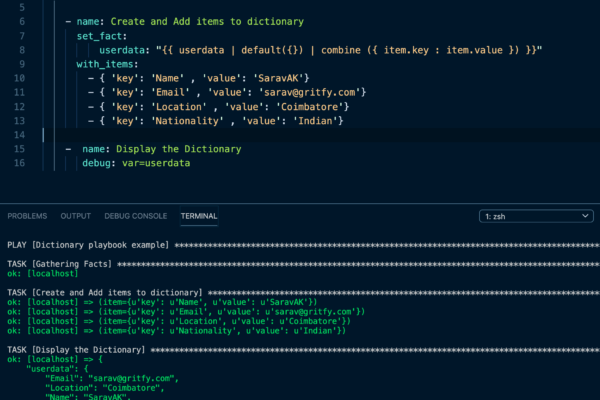 5
6 - name: Create and Add items to dictionary
7 set_fact:
8 userdata: "{{ userdata | default({}) | combine ({ item.key : item.value }) }}"
9 with_items:
10 - { 'key': 'Name' , 'value': 'SaravAK'}
11 - { 'key': 'Email' , 'value': 'sarav@gritfy.com'}
12 - { 'key': 'Location' , 'value': 'Coimbatore'}
13 - { 'key': 'Nationality' , 'value': 'Indian'}
14
15 - name: Display the Dictionary
16 debug: var=userdata
PROBLEMS OUTPUT DEBUG CONSOLE TERMINAL 1: zsh
PLAY [Dictionary playbook example] ****************************************************************************************
TASK [Gathering Facts] ****************************************************************************************************
ok: [localhost]
TASK [Create and Add items to dictionary] *********************************************************************************
ok: [localhost] => (item={u'key': u'Name', u'value': u'SaravAK'})
ok: [localhost] => (item={u'key': u'Email', u'value': u'sarav@gritfy.com'})
ok: [localhost] => (item={u'key': u'Location', u'value': u'Coimbatore'})
ok: [localhost] => (item={u'key': u'Nationality', u'value': u'Indian'})
TASK [Display the Dictionary] *********************************************************************************************
ok: [localhost] => {
"userdata": {
"Email": "sarav@gritfy.com",
"Location": "Coimbatore",
"Name": "SaravAK",